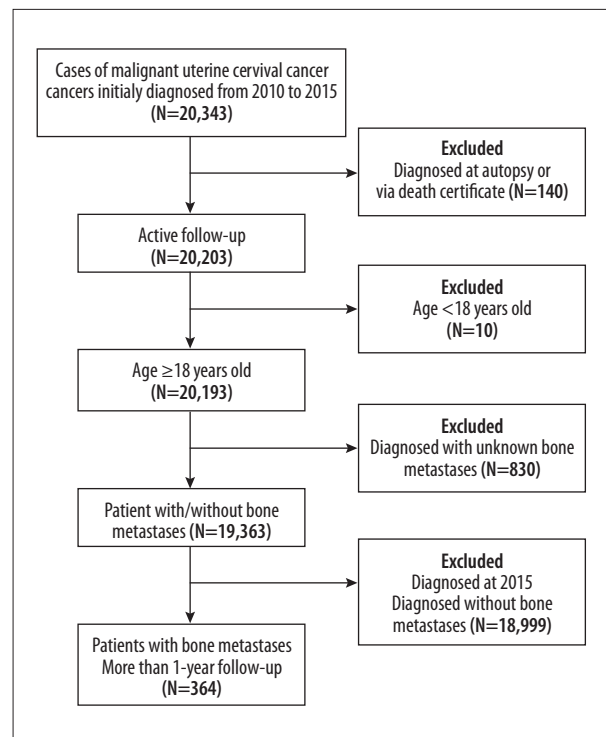 Cases of malignant uterine cervival cancer
cancers initialy diagnosed from 2010 to 2015
(N=20,343)
Excluded
Diagnosed at autopsy or
via death certificate (N=140)
Active follow-up
(N=20,203)
Excluded
Age <18 years old
(N=10)
Age ≥18 years old
(N=20,193)
Excluded
Diagnosed with unknown bone
metastases (N=830)
Patient with/without bone
metastases (N=19,363)
Excluded
Diagnosed at 2015
Diagnosed without bone
metastases (N=18,999)
Patients with bone metastases
More than 1-year follow-up
(N=364)